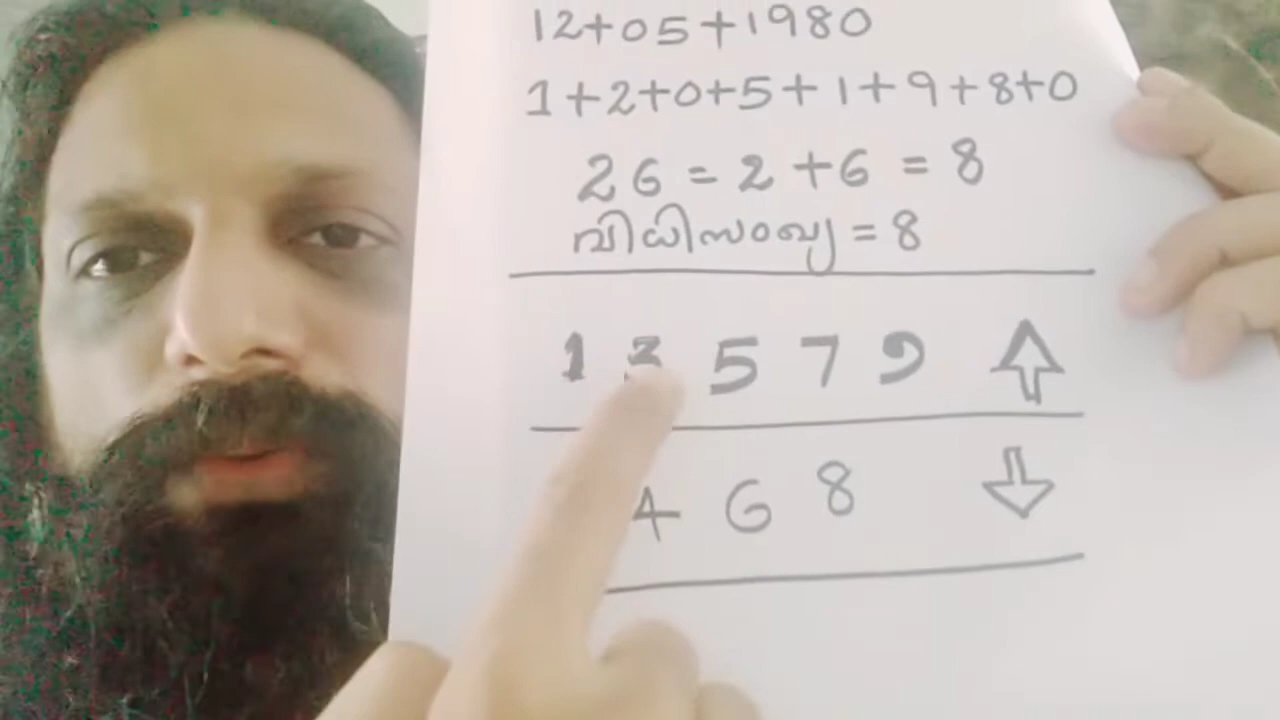 12+05+1980
1+2+0+5+1+9+8+0
26 = 2+6 = 8
വിധിസംഖ്യ = 8
1 3 5 7 9
4 6 8